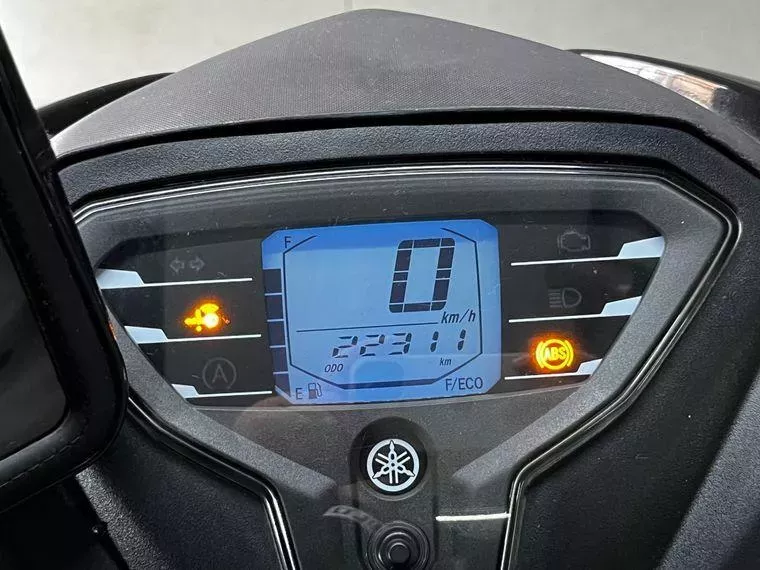 F
0
km/h
22311
ODO km
A
ABS
E F/ECO